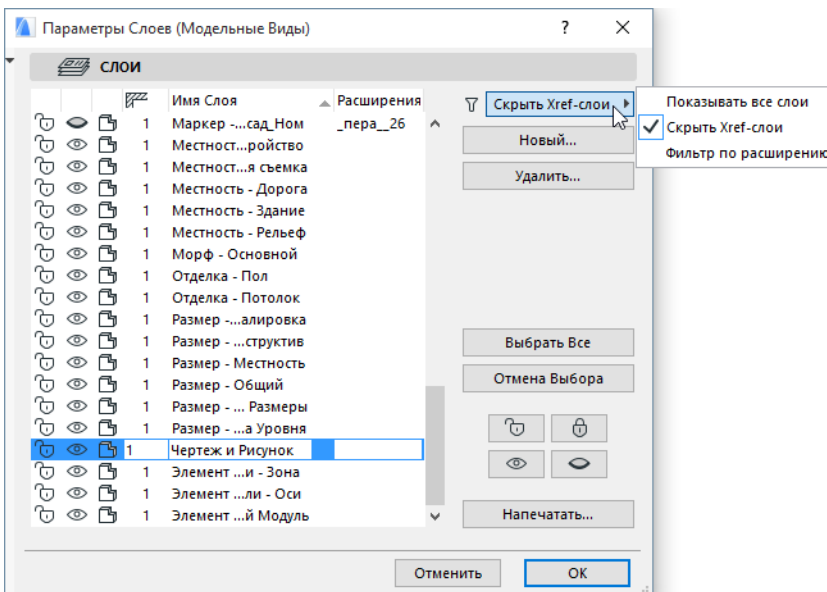 Параметры Слоев (Модельные Виды) ?
СЛОИ
Имя Слоя Расширения
1 Маркер -...сад_Ном _пера__26
1 Местност...ройство
1 Местност...я съемка
1 Местность - Дорога
1 Местность - Здание
1 Местность - Рельеф
1 Морф - Основной
1 Отделка - Пол
1 Отделка - Потолок
1 Размер -...алировка
1 Размер - ...структив
1 Размер - Местность
1 Размер - Общий
1 Размер - ... Размеры
1 Размер - ...а Уровня
1 Чертеж и Рисунок
1 Элемент ...и - Зона
1 Элемент ...ли - Оси
1 Элемент ...й Модуль
Скрыть Xref-слои
Новый...
Удалить...
Показывать все слои
Скрыть Xref-слои
Фильтр по расширению
Выбрать Все
Отмена Выбора
Напечатать...
Отменить OK